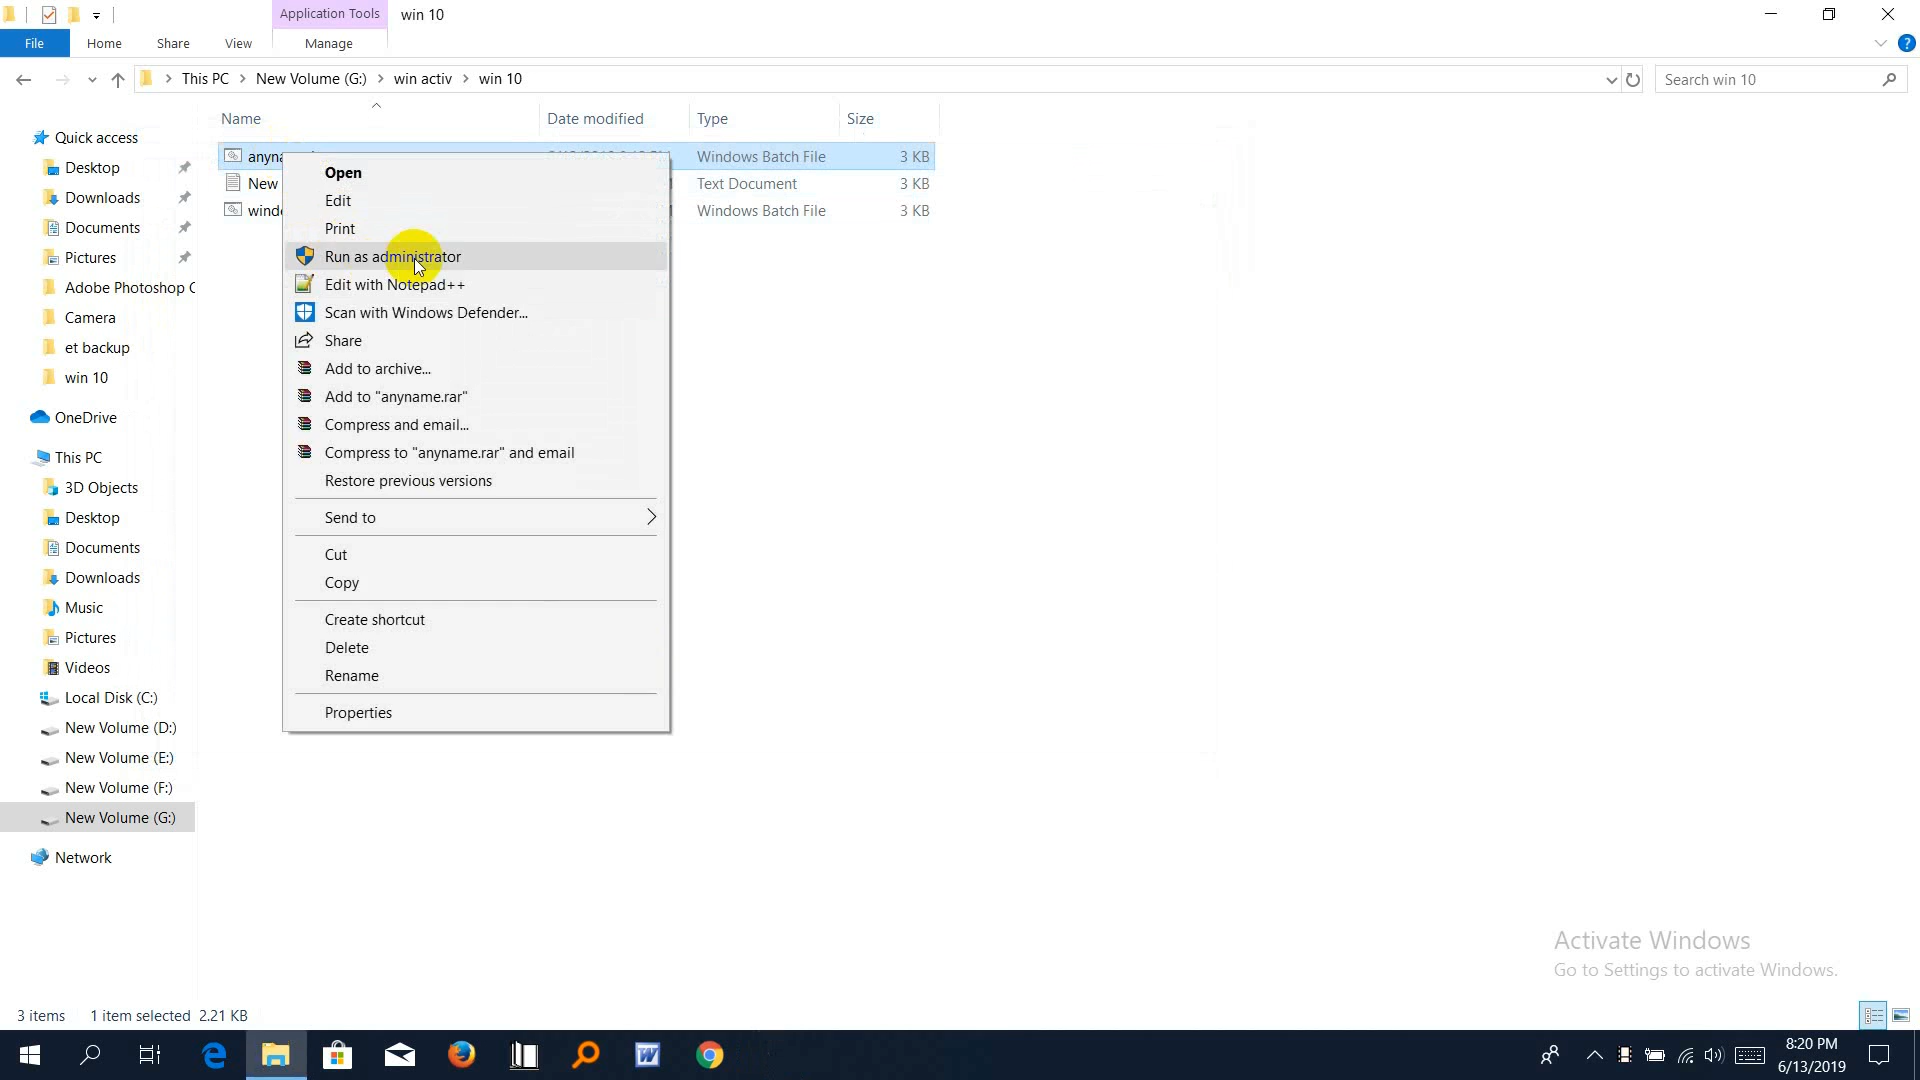 Application Tools
win 10
File
Home
Share
View
Manage
This PC
New Volume (G:)
win activ
win 10
Search win 10
Name
Date modified
Type
Size
Windows Batch File
3 KB
New
Text Document
3 KB
Windows Batch File
3 KB
Quick access
Desktop
Downloads
Documents
Pictures
Adobe Photoshop C
Camera
et backup
win 10
OneDrive
This PC
3D Objects
Desktop
Documents
Downloads
Music
Pictures
Videos
Local Disk (C:)
New Volume (D:)
New Volume (E:)
New Volume (F:)
New Volume (G:)
Network
Open
Edit
Print
Run as administrator
Edit with Notepad++
Scan with Windows Defender...
Share
Add to archive...
Add to "anyname.rar"
Compress and email...
Compress to "anyname.rar" and email
Restore previous versions
Send to
Cut
Copy
Create shortcut
Delete
Rename
Properties
Activate Windows
Go to Settings to activate Windows.
3 items
1 item selected 2.21 KB
8:20 PM
6/13/2019